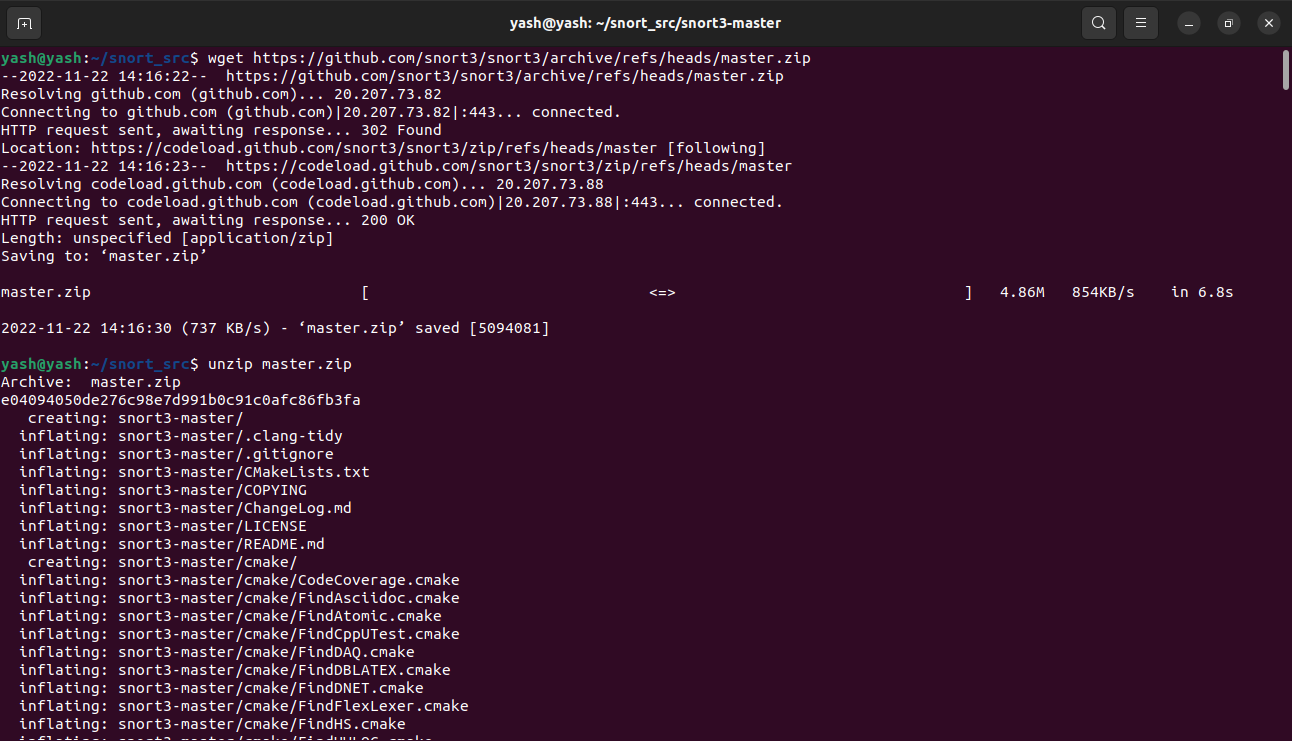 yash@yash: ~/snort_src/snort3-master
yash@yash:~/snort_src$ wget https://github.com/snort3/snort3/archive/refs/heads/master.zip
--2022-11-22 14:16:22--  https://github.com/snort3/snort3/archive/refs/heads/master.zip
Resolving github.com (github.com)... 20.207.73.82
Connecting to github.com (github.com)|20.207.73.82|:443... connected.
HTTP request sent, awaiting response... 302 Found
Location: https://codeload.github.com/snort3/snort3/zip/refs/heads/master [following]
--2022-11-22 14:16:23--  https://codeload.github.com/snort3/snort3/zip/refs/heads/master
Resolving codeload.github.com (codeload.github.com)... 20.207.73.88
Connecting to codeload.github.com (codeload.github.com)|20.207.73.88|:443... connected.
HTTP request sent, awaiting response... 200 OK
Length: unspecified [application/zip]
Saving to: ‘master.zip’
master.zip                              [                               <=>                                ]   4.86M   854KB/s    in 6.8s
2022-11-22 14:16:30 (737 KB/s) - ‘master.zip’ saved [5094081]
yash@yash:~/snort_src$ unzip master.zip
Archive:  master.zip
e04094050de276c98e7d991b0c91c0afc86fb3fa
   creating: snort3-master/
  inflating: snort3-master/.clang-tidy
  inflating: snort3-master/.gitignore
  inflating: snort3-master/CMakeLists.txt
  inflating: snort3-master/COPYING
  inflating: snort3-master/ChangeLog.md
  inflating: snort3-master/LICENSE
  inflating: snort3-master/README.md
   creating: snort3-master/cmake/
  inflating: snort3-master/cmake/CodeCoverage.cmake
  inflating: snort3-master/cmake/FindAsciidoc.cmake
  inflating: snort3-master/cmake/FindAtomic.cmake
  inflating: snort3-master/cmake/FindCppUTest.cmake
  inflating: snort3-master/cmake/FindDAQ.cmake
  inflating: snort3-master/cmake/FindDBLATEX.cmake
  inflating: snort3-master/cmake/FindDNET.cmake
  inflating: snort3-master/cmake/FindFlexLexer.cmake
  inflating: snort3-master/cmake/FindHS.cmake